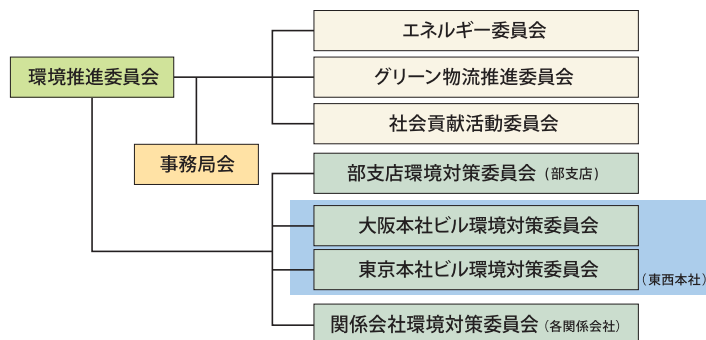 環境推進委員会
事務局会
エネルギー委員会
グリーン物流推進委員会
社会貢献活動委員会
部支店環境対策委員会（部支店）
大阪本社ビル環境対策委員会
東京本社ビル環境対策委員会
（東西本社）
関係会社環境対策委員会（各関係会社）